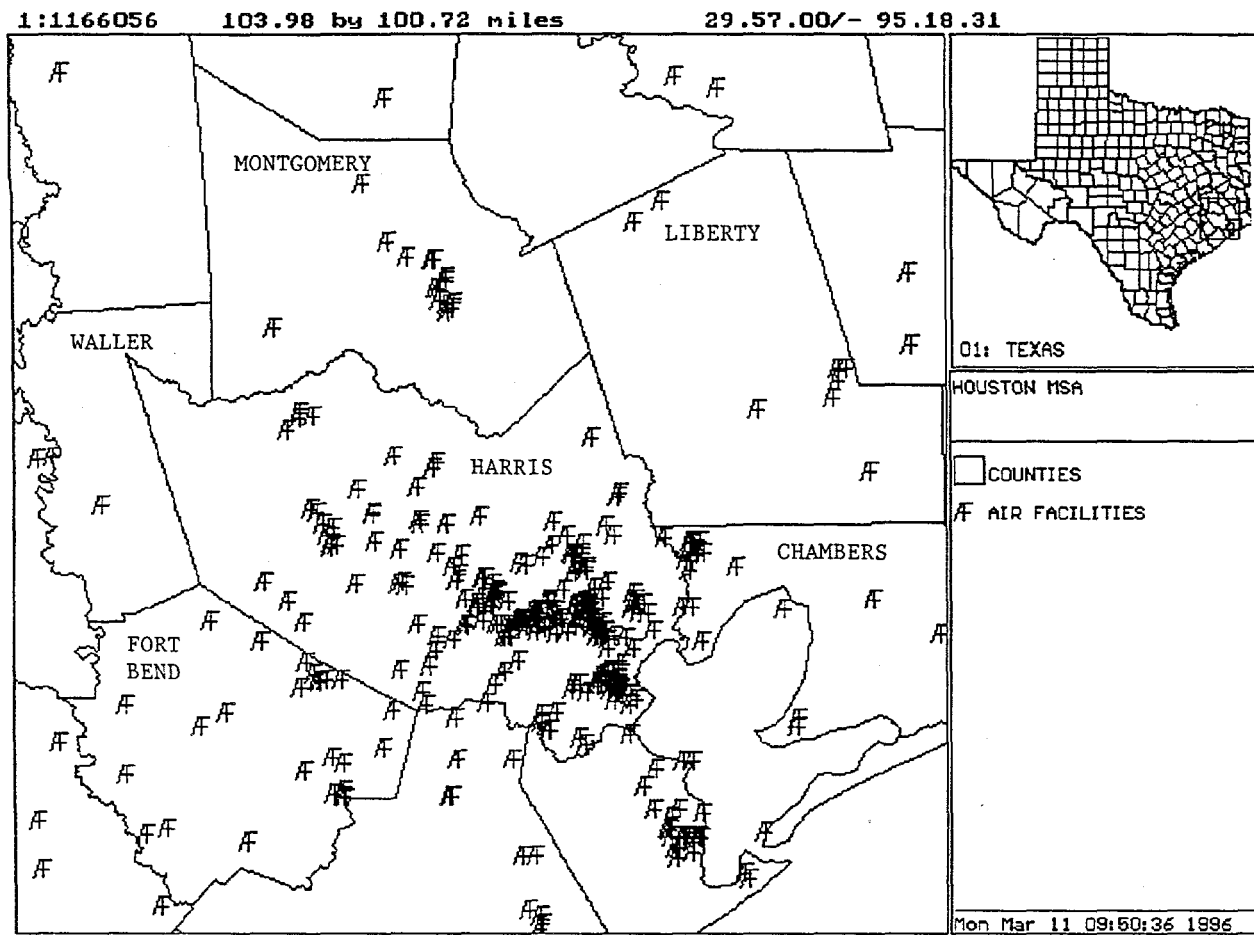 1:1166056 103.98 by 100.72 miles 29.57.00/- 95.18.31
MONTGOMERY
LIBERTY
WALLER
HARRIS
CHAMBERS
FORT
BEND
01: TEXAS
HOUSTON MSA
COUNTIES
AF AIR FACILITIES
Mon Mar 11 09:50:36 1996